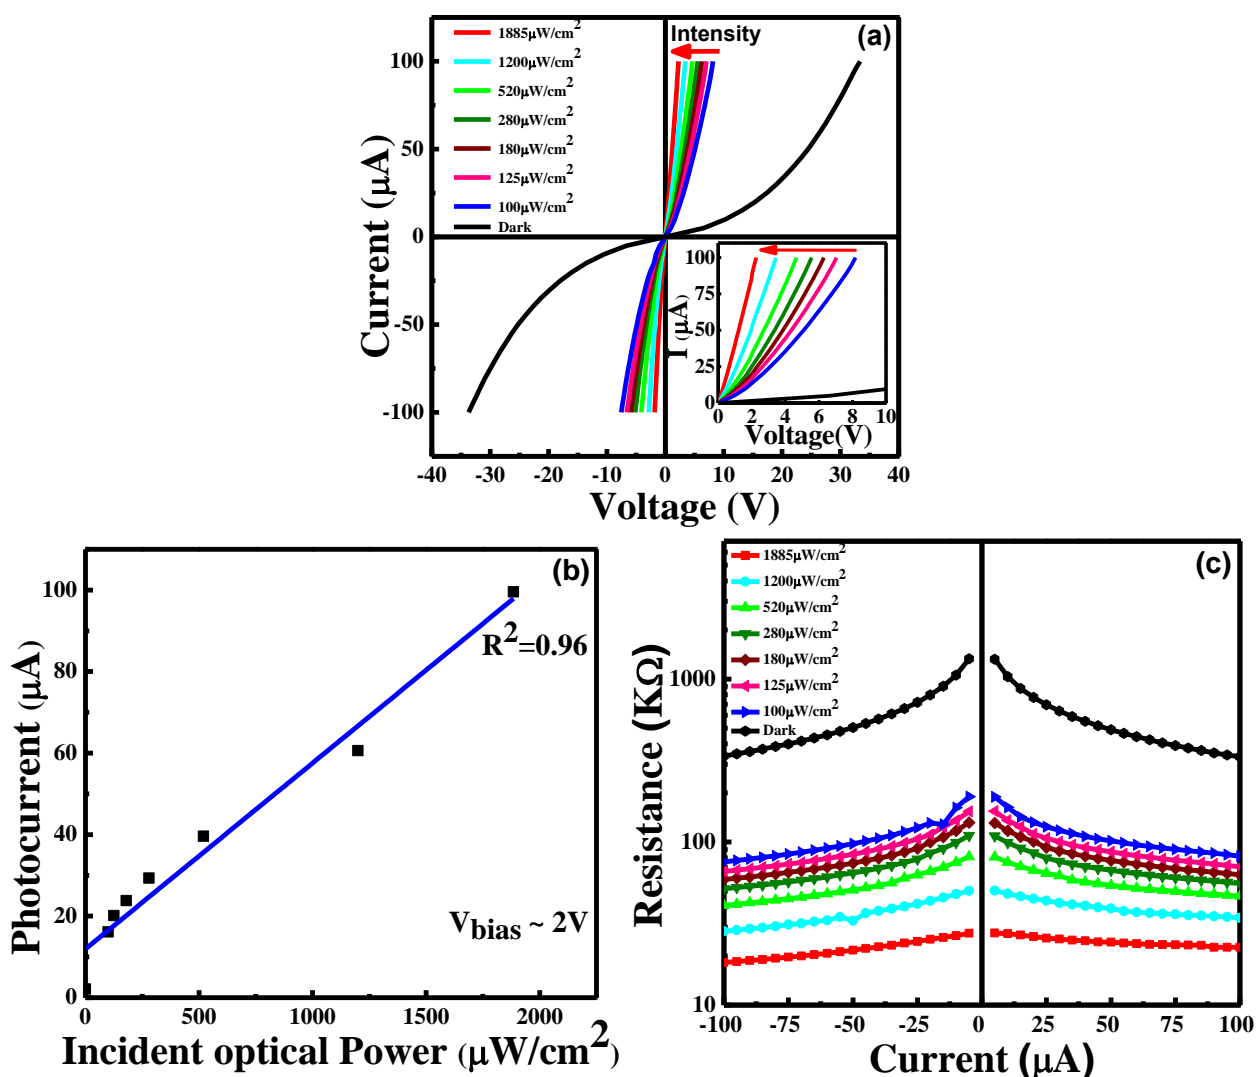 (a)
Intensity
1885μW/cm²
1200μW/cm²
520μW/cm²
280μW/cm²
180μW/cm²
125μW/cm²
100μW/cm²
Dark
Current (μA)
100
50
0
-50
-100
-40 -30 -20 -10 0 10 20 30 40
Voltage (V)
I (μA)
100
75
50
25
0
0 2 4 6 8 10
Voltage(V)
(b)
R²=0.96
V_bias ~ 2V
Photocurrent (μA)
100
80
60
40
20
0
0 500 1000 1500 2000
Incident optical Power (μW/cm²)
(c)
1885μW/cm²
1200μW/cm²
520μW/cm²
280μW/cm²
180μW/cm²
125μW/cm²
100μW/cm²
Dark
Resistance (KΩ)
1000
100
10
-100 -75 -50 -25 0 25 50 75 100
Current (μA)